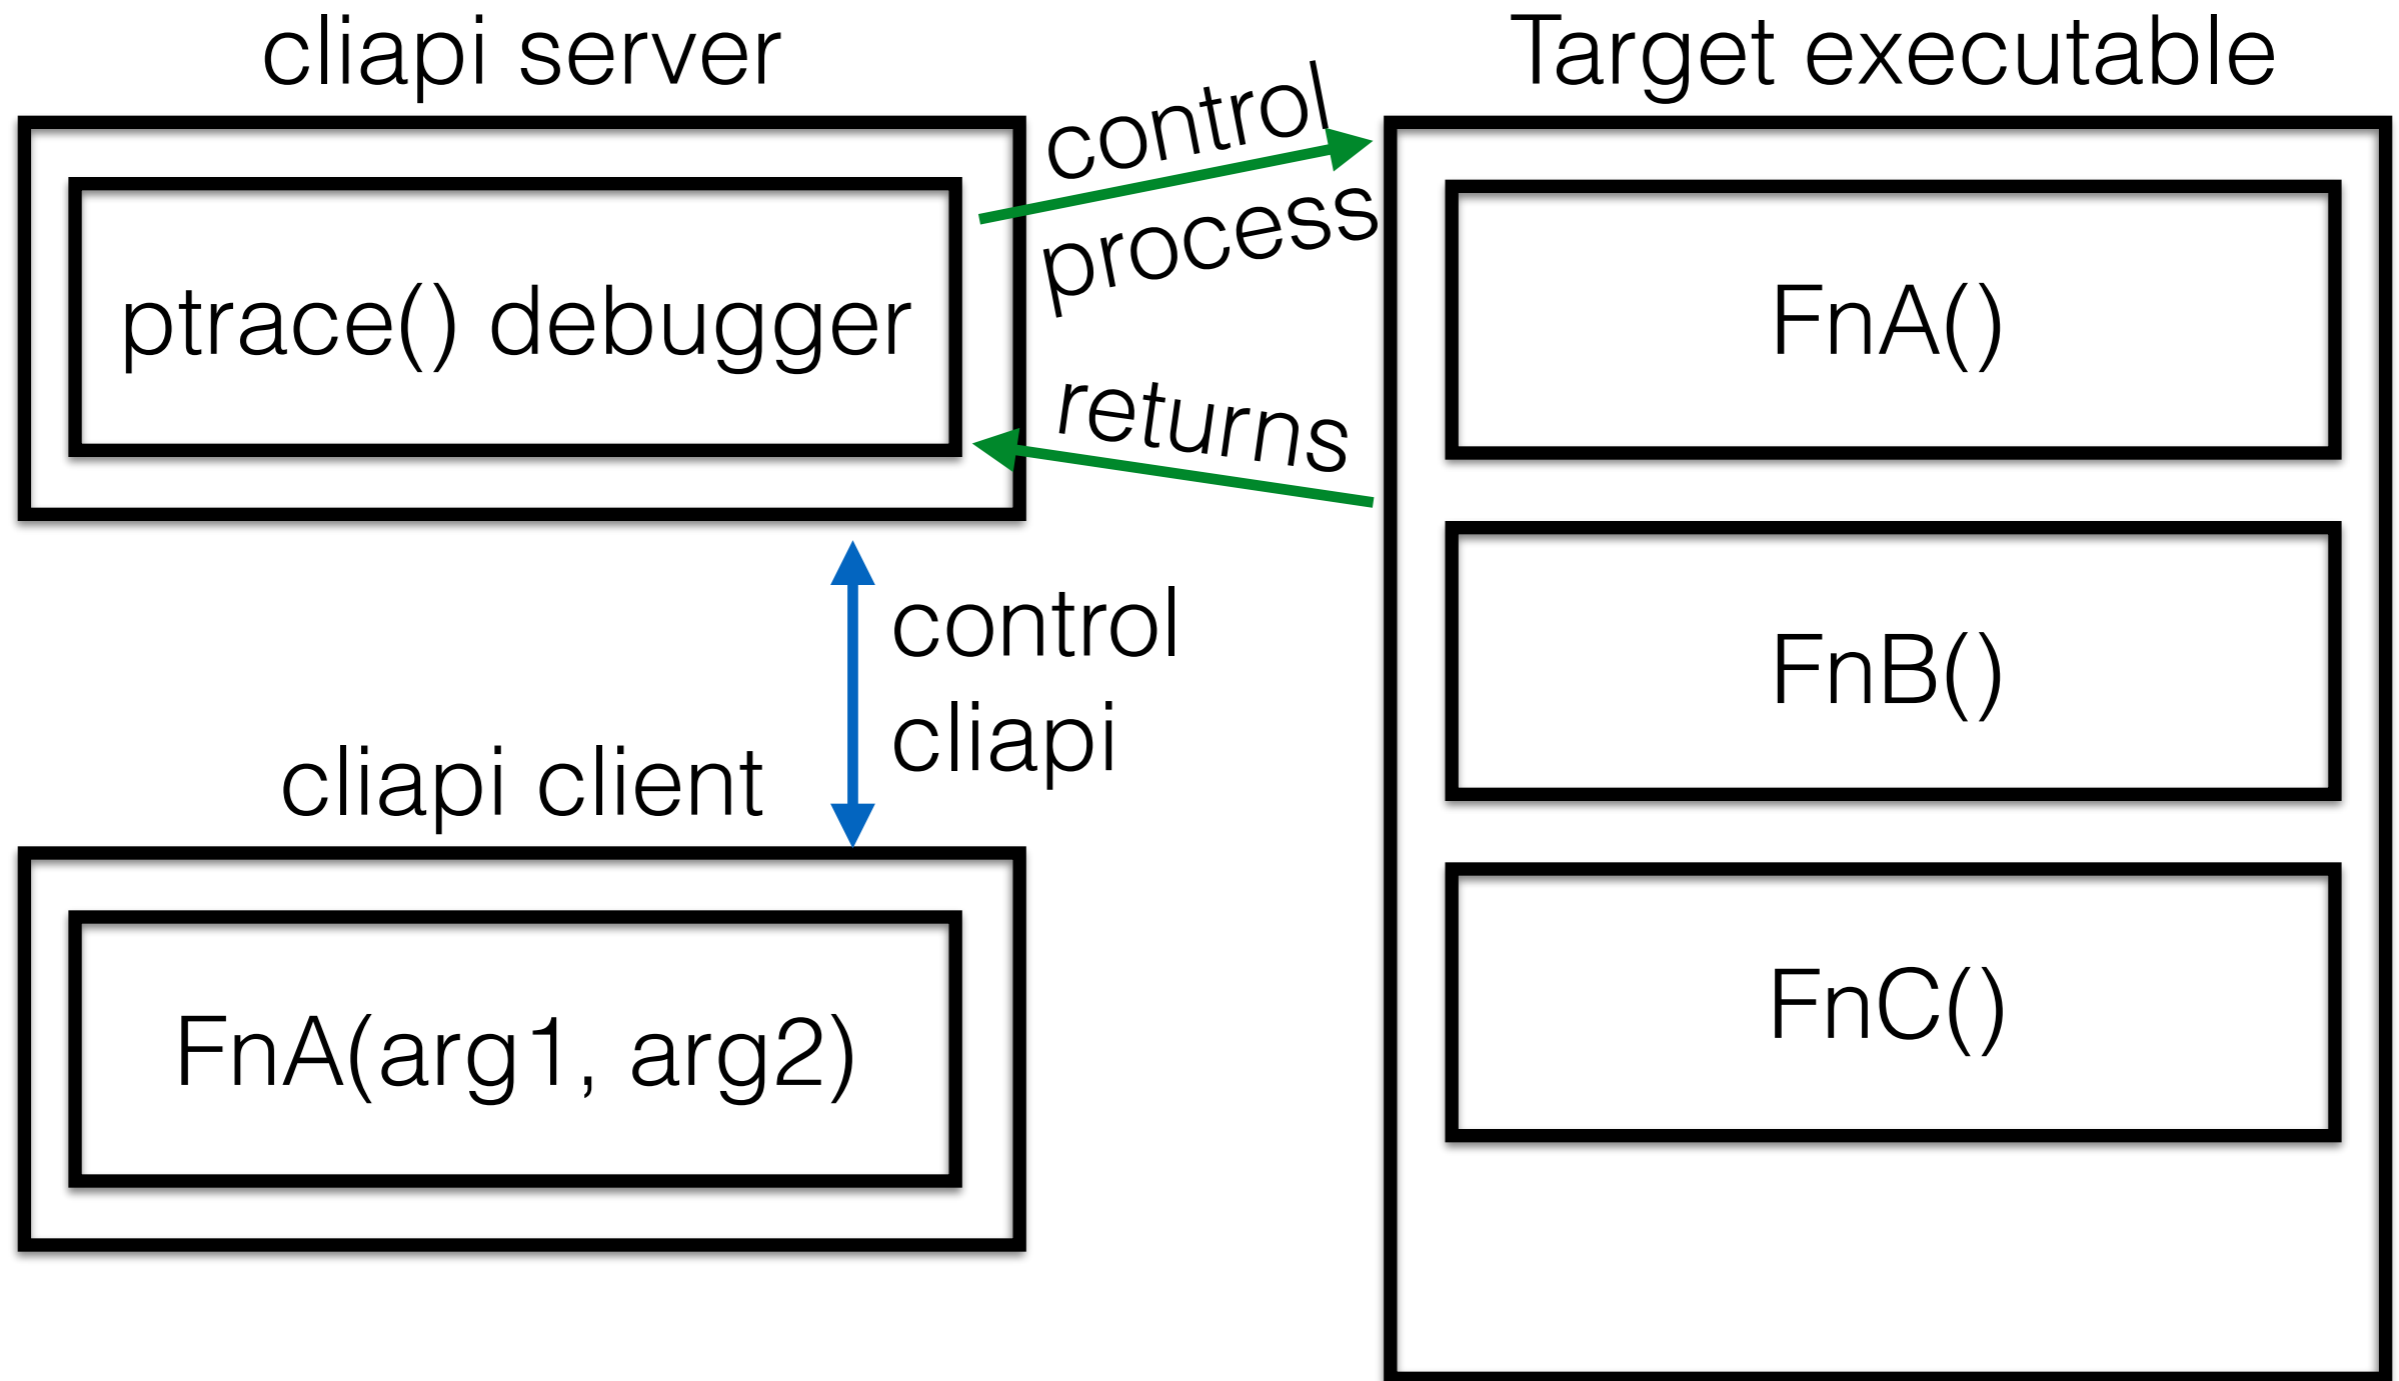 cliapi server
ptrace() debugger
control
process
returns
Target executable
FnA()
FnB()
FnC()
control
cliapi
cliapi client
FnA(arg1, arg2)